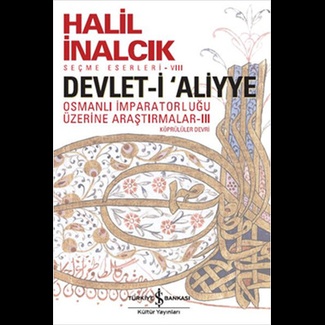 HALİL
İNALCIK
SEÇME ESERLERİ - VIII
DEVLET-İ ‘ALİYYE
OSMANLI İMPARATORLUĞU
ÜZERİNE ARAŞTIRMALAR-III
KÖPRÜLÜLER DEVRİ
TÜRKİYE İŞ BANKASI
Kültür Yayınları